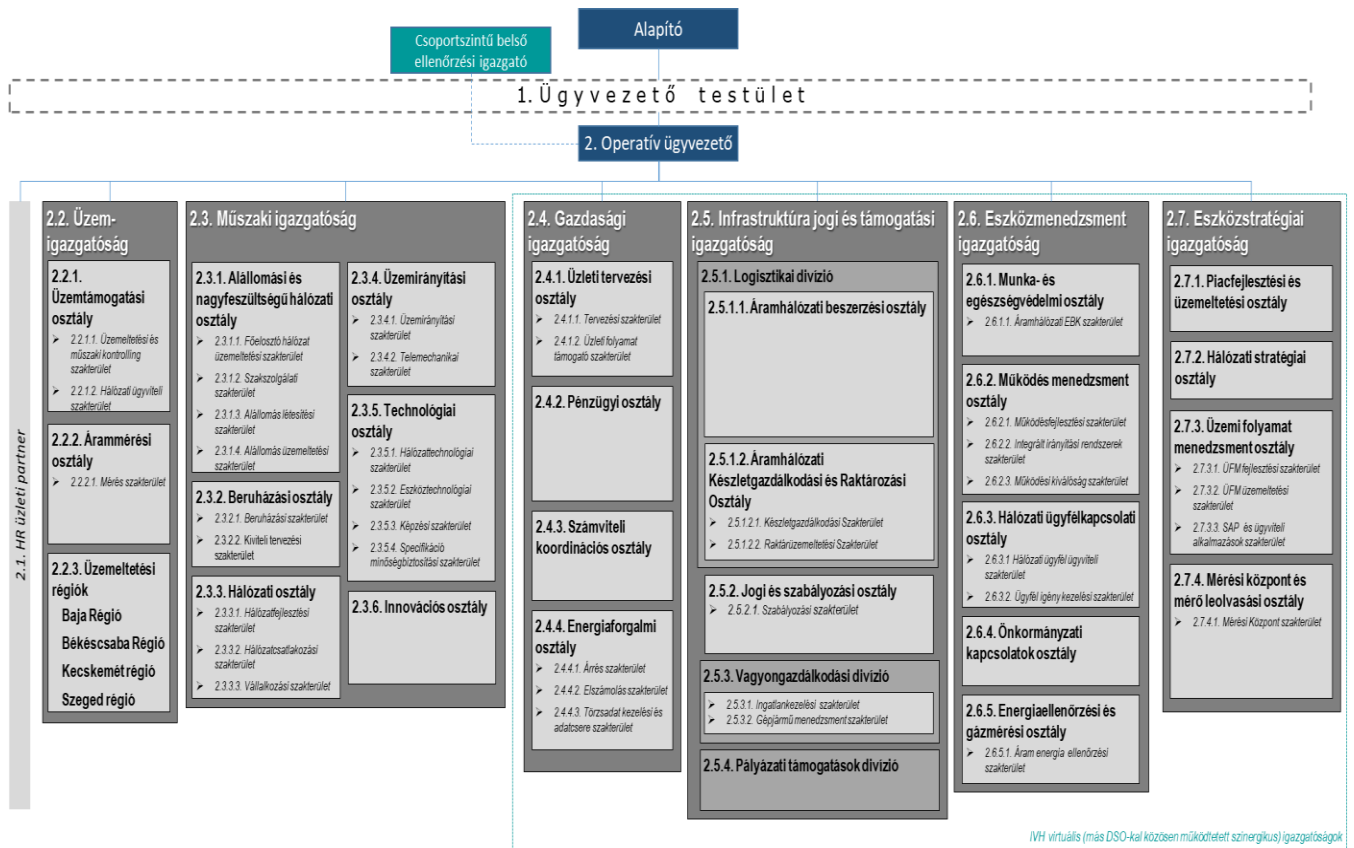 Alapító
Csoportszintű belső
ellenőrzési igazgató
1. Ügyvezető testület
2. Operatív ügyvezető
2.1. HR üzleti partner
2.2. Üzem-
igazgatóság
2.2.1.
Üzemtámogatási
osztály
➢ 2.2.1.1. Üzemeltetési és
műszaki kontrolling
szakterület
➢ 2.2.1.2. Hálózati ügyviteli
szakterület
2.2.2. Árammérési
osztály
➢ 2.2.2.1. Mérés szakterület
2.2.3. Üzemeltetési
régiók
Baja Régió
Békéscsaba Régió
Kecskemét régió
Szeged régió
2.3. Műszaki igazgatóság
2.3.1. Alállomási és
nagyfeszültségű hálózati
osztály
➢ 2.3.1.1. Főelosztó hálózat
üzemeltetési szakterület
➢ 2.3.1.2. Szakszolgálati
szakterület
➢ 2.3.1.3. Alállomás létesítési
szakterület
➢ 2.3.1.4. Alállomás üzemeltetési
szakterület
2.3.2. Beruházási osztály
➢ 2.3.2.1. Beruházási szakterület
➢ 2.3.2.2. Kiviteli tervezési
szakterület
2.3.3. Hálózati osztály
➢ 2.3.3.1. Hálózatfejlesztési
szakterület
➢ 2.3.3.2. Hálózatcsatlakozási
szakterület
➢ 2.3.3.3. Vállalkozási szakterület
2.3.4. Üzemirányítási
osztály
➢ 2.3.4.1. Üzemirányítási
szakterület
➢ 2.3.4.2. Telemechanikai
szakterület
2.3.5. Technológiai
osztály
➢ 2.3.5.1. Hálózattechnológiai
szakterület
➢ 2.3.5.2. Eszköztechnológiai
szakterület
➢ 2.3.5.3. Képzési szakterület
➢ 2.3.5.4. Specifikáció
minőségbiztosítási szakterület
2.3.6. Innovációs osztály
2.4. Gazdasági
igazgatóság
2.4.1. Üzleti tervezési
osztály
➢ 2.4.1.1. Tervezési szakterület
➢ 2.4.1.2. Üzleti folyamat
támogató szakterület
2.4.2. Pénzügyi osztály
2.4.3. Számviteli
koordinációs osztály
2.4.4. Energiaforgalmi
osztály
➢ 2.4.4.1. Árrés szakterület
➢ 2.4.4.2. Elszámolás szakterület
➢ 2.4.4.3. Törzsadat kezelési és
adatcsere szakterület
2.5. Infrastruktúra jogi és támogatási
igazgatóság
2.5.1. Logisztikai divízió
2.5.1.1. Áramhálózati beszerzési osztály
2.5.1.2. Áramhálózati
Készletgazdálkodási és Raktározási
Osztály
➢ 2.5.1.2.1. Készletgazdálkodási Szakterület
➢ 2.5.1.2.2. Raktárüzemeltetési Szakterület
2.5.2. Jogi és szabályozási osztály
➢ 2.5.2.1. Szabályozási szakterület
2.5.3. Vagyongazdálkodási divízió
➢ 2.5.3.1. Ingatlankezelési szakterület
➢ 2.5.3.2. Gépjármű menedzsment szakterület
2.5.4. Pályázati támogatások divízió
2.6. Eszközmenedzsment
igazgatóság
2.6.1. Munka- és
egészségvédelmi osztály
➢ 2.6.1.1. Áramhálózati EBK szakterület
2.6.2. Működés menedzsment
osztály
➢ 2.6.2.1. Működésfejlesztési szakterület
➢ 2.6.2.2. Integrált irányítási rendszerek
szakterület
➢ 2.6.2.3. Működési kiválóság szakterület
2.6.3. Hálózati ügyfélkapcsolati
osztály
➢ 2.6.3.1 Hálózati ügyfél ügyviteli
szakterület
➢ 2.6.3.2. Ügyfél igény kezelési szakterület
2.6.4. Önkormányzati
kapcsolatok osztály
2.6.5. Energiaellenőrzési és
gázmérési osztály
➢ 2.6.5.1. Áram energia ellenőrzési
szakterület
2.7. Eszközstratégiai
igazgatóság
2.7.1. Piacfejlesztési és
üzemeltetési osztály
2.7.2. Hálózati stratégiai
osztály
2.7.3. Üzemi folyamat
menedzsment osztály
➢ 2.7.3.1. ÜFM fejlesztési szakterület
➢ 2.7.3.2. ÜFM üzemeltetési
szakterület
➢ 2.7.3.3. SAP és ügyviteli
alkalmazások szakterület
2.7.4. Mérési központ és
mérő leolvasási osztály
➢ 2.7.4.1. Mérési Központ szakterület
IVH virtuális (más DSO-kal közösen működtetett szinergikus) igazgatóságok